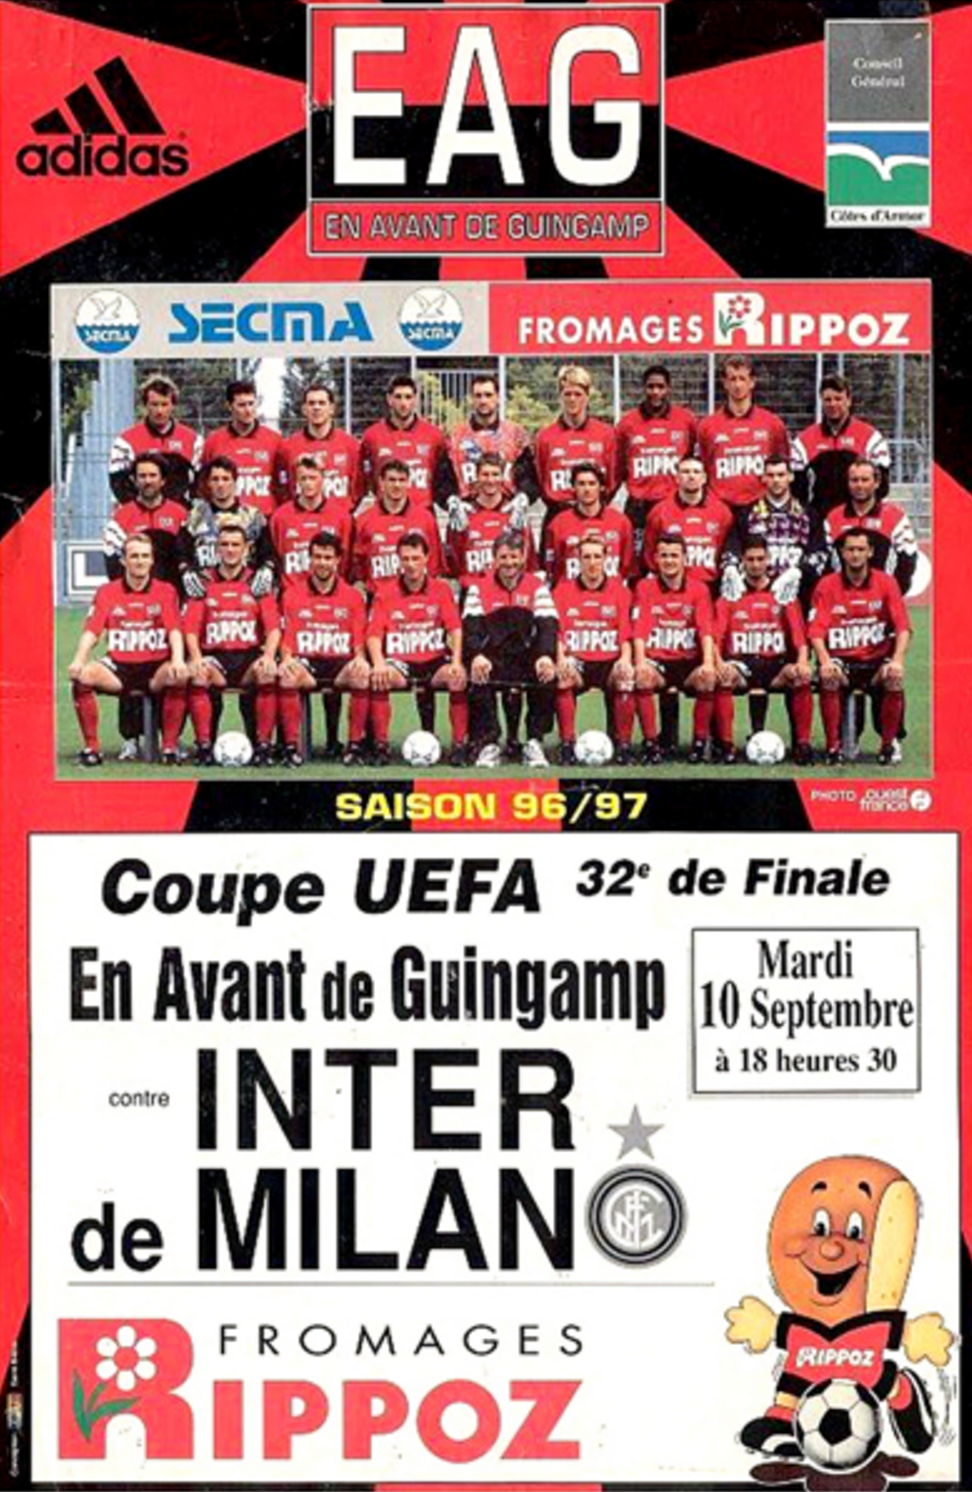 adidas
EAG
EN AVANT DE GUINGAMP
Conseil
Général
Côtes d'Armor
SECMA
SECMA
SECMA
FROMAGES RIPPOZ
SAISON 96/97
PHOTO ouest
france
Coupe UEFA 32e de Finale
En Avant de Guingamp
Mardi
10 Septembre
à 18 heures 30
contre INTER
de MILAN
FROMAGES
RIPPOZ
RIPPOZ